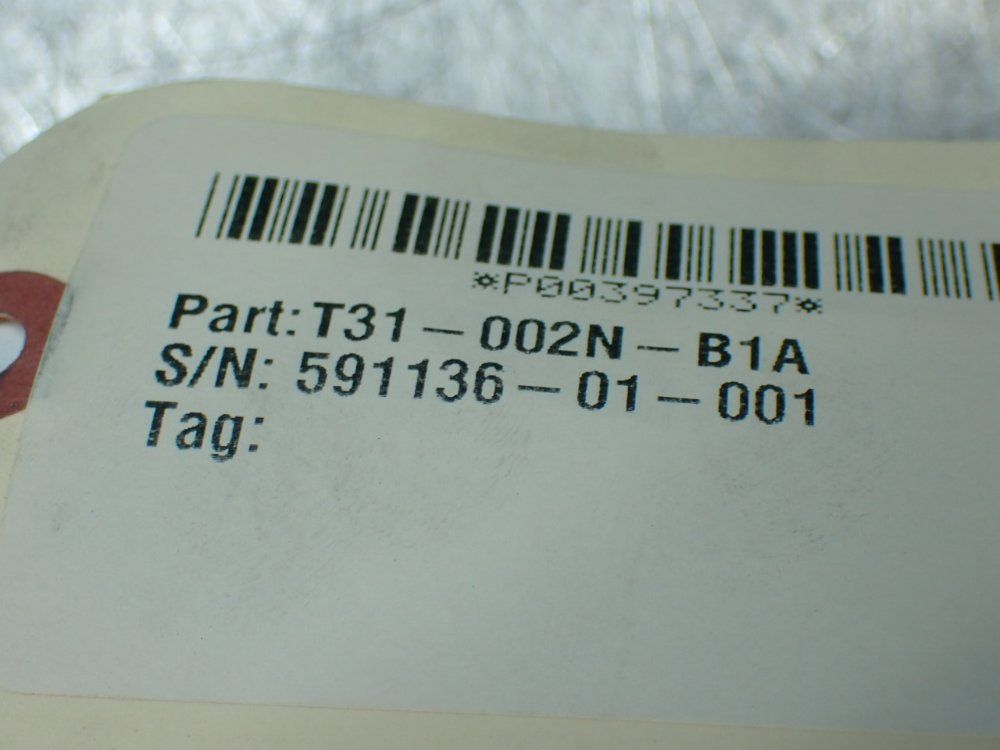 *P00397337*
Part: T31-002N-B1A
S/N: 591136-01-001
Tag: